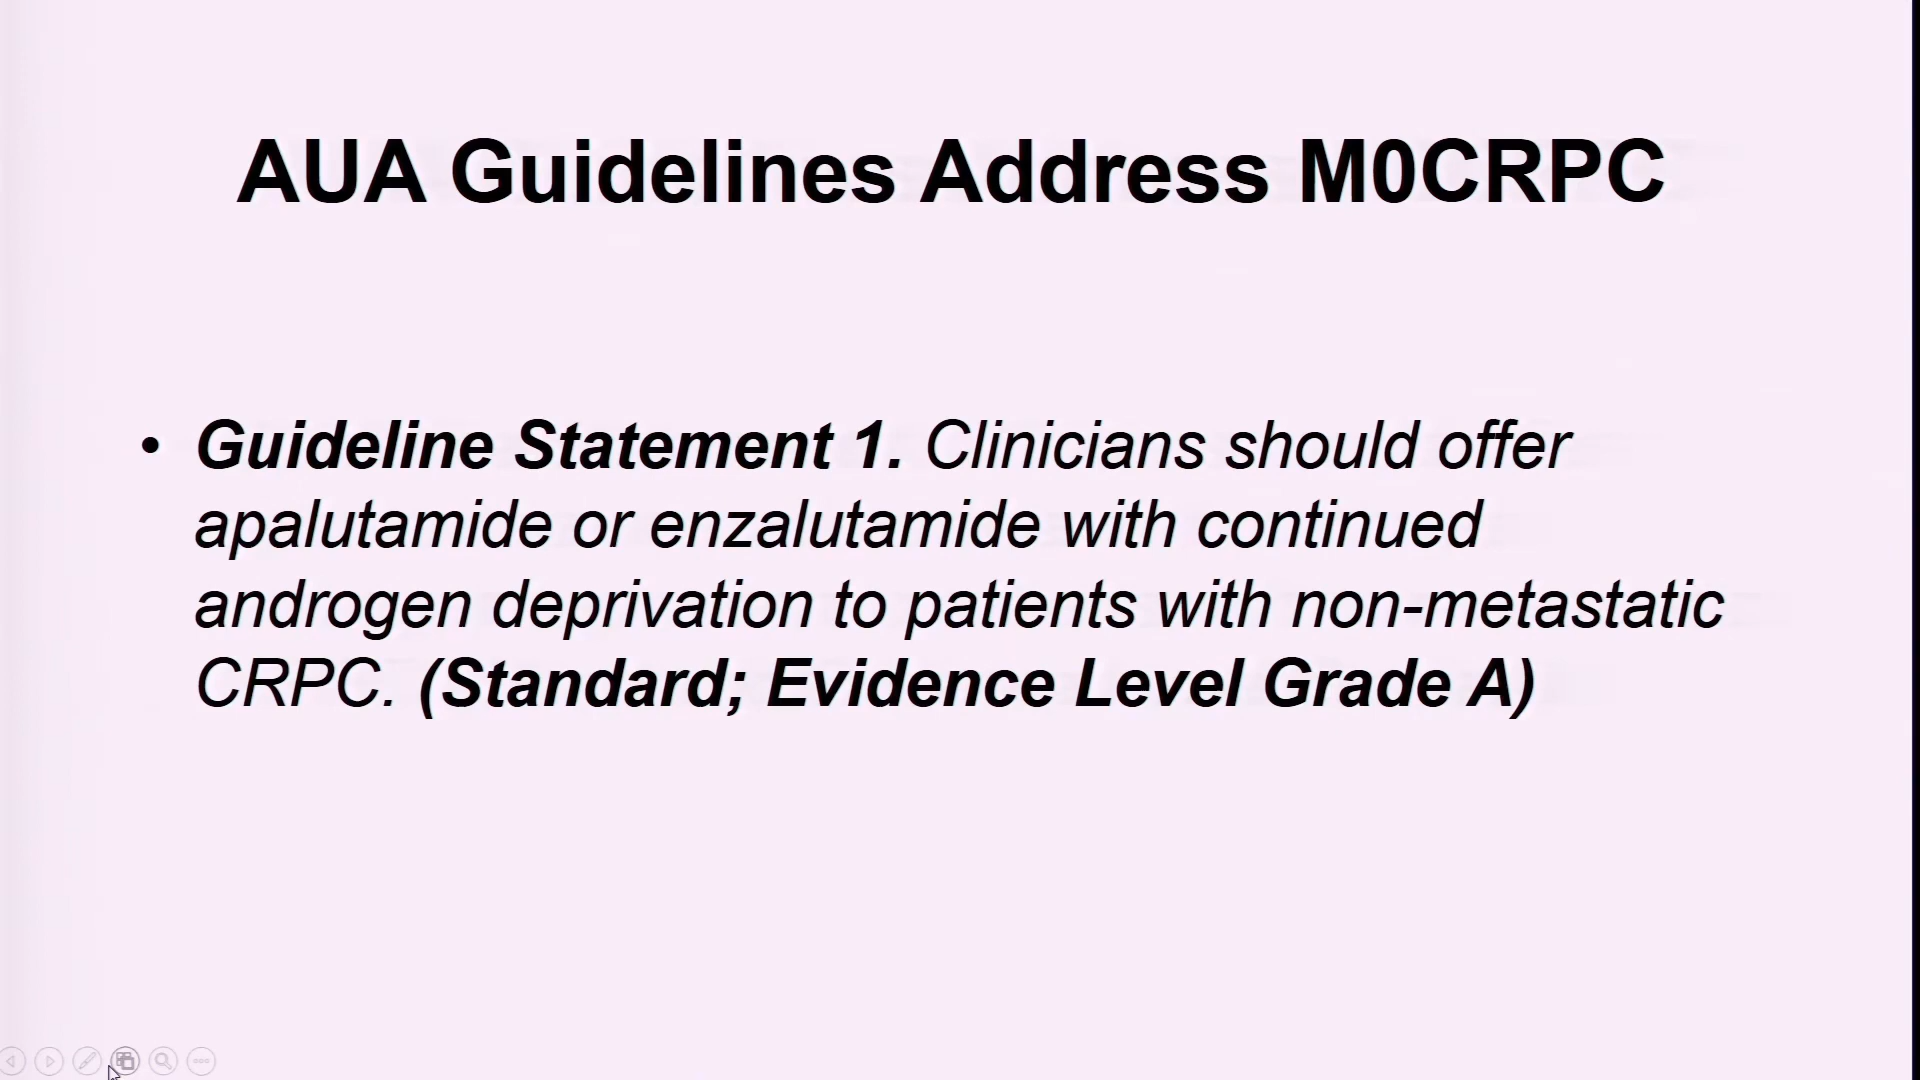 AUA Guidelines Address M0CRPC
• Guideline Statement 1. Clinicians should offer
apalutamide or enzalutamide with continued
androgen deprivation to patients with non-metastatic
CRPC. (Standard; Evidence Level Grade A)